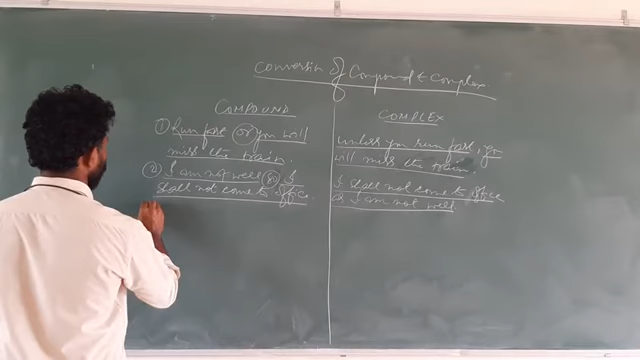 Conversion of Compound & Complex
COMPOUND
① Run fast or you will
miss the train.
② I am not well so I
shall not come to office.
COMPLEX
unless you run fast, you
will miss the train.
I shall not come to office
as I am not well.